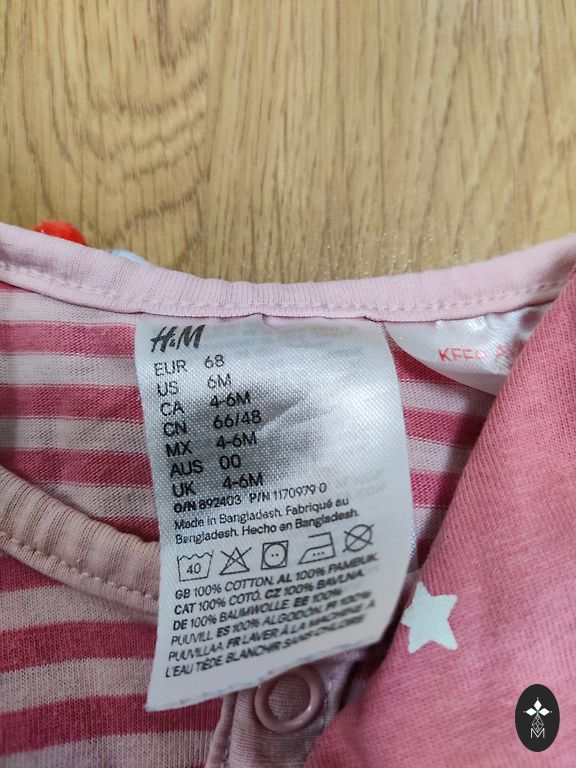 H&M
EUR 68
US 6M
CA 4-6M
CN 66/48
MX 4-6M
AUS 00
UK 4-6M
O/N 892403 P/N 1170979 0
Made in Bangladesh. Fabriqué au
Bangladesh. Hecho en Bangladesh.
40
GB 100% COTTON. AL 100% PAMBUK.
CAT 100% COTÓ. CZ 100% BAVLNA.
DE 100% BAUMWOLLE. EE 100%
PUUVILL ES 100% ALGODON. FI 100%
PUUVILLAA FR LAVER À LA MACHINE À
L'EAU TIÈDE. BLANCHIR SANS CHLORE
KEEP
M